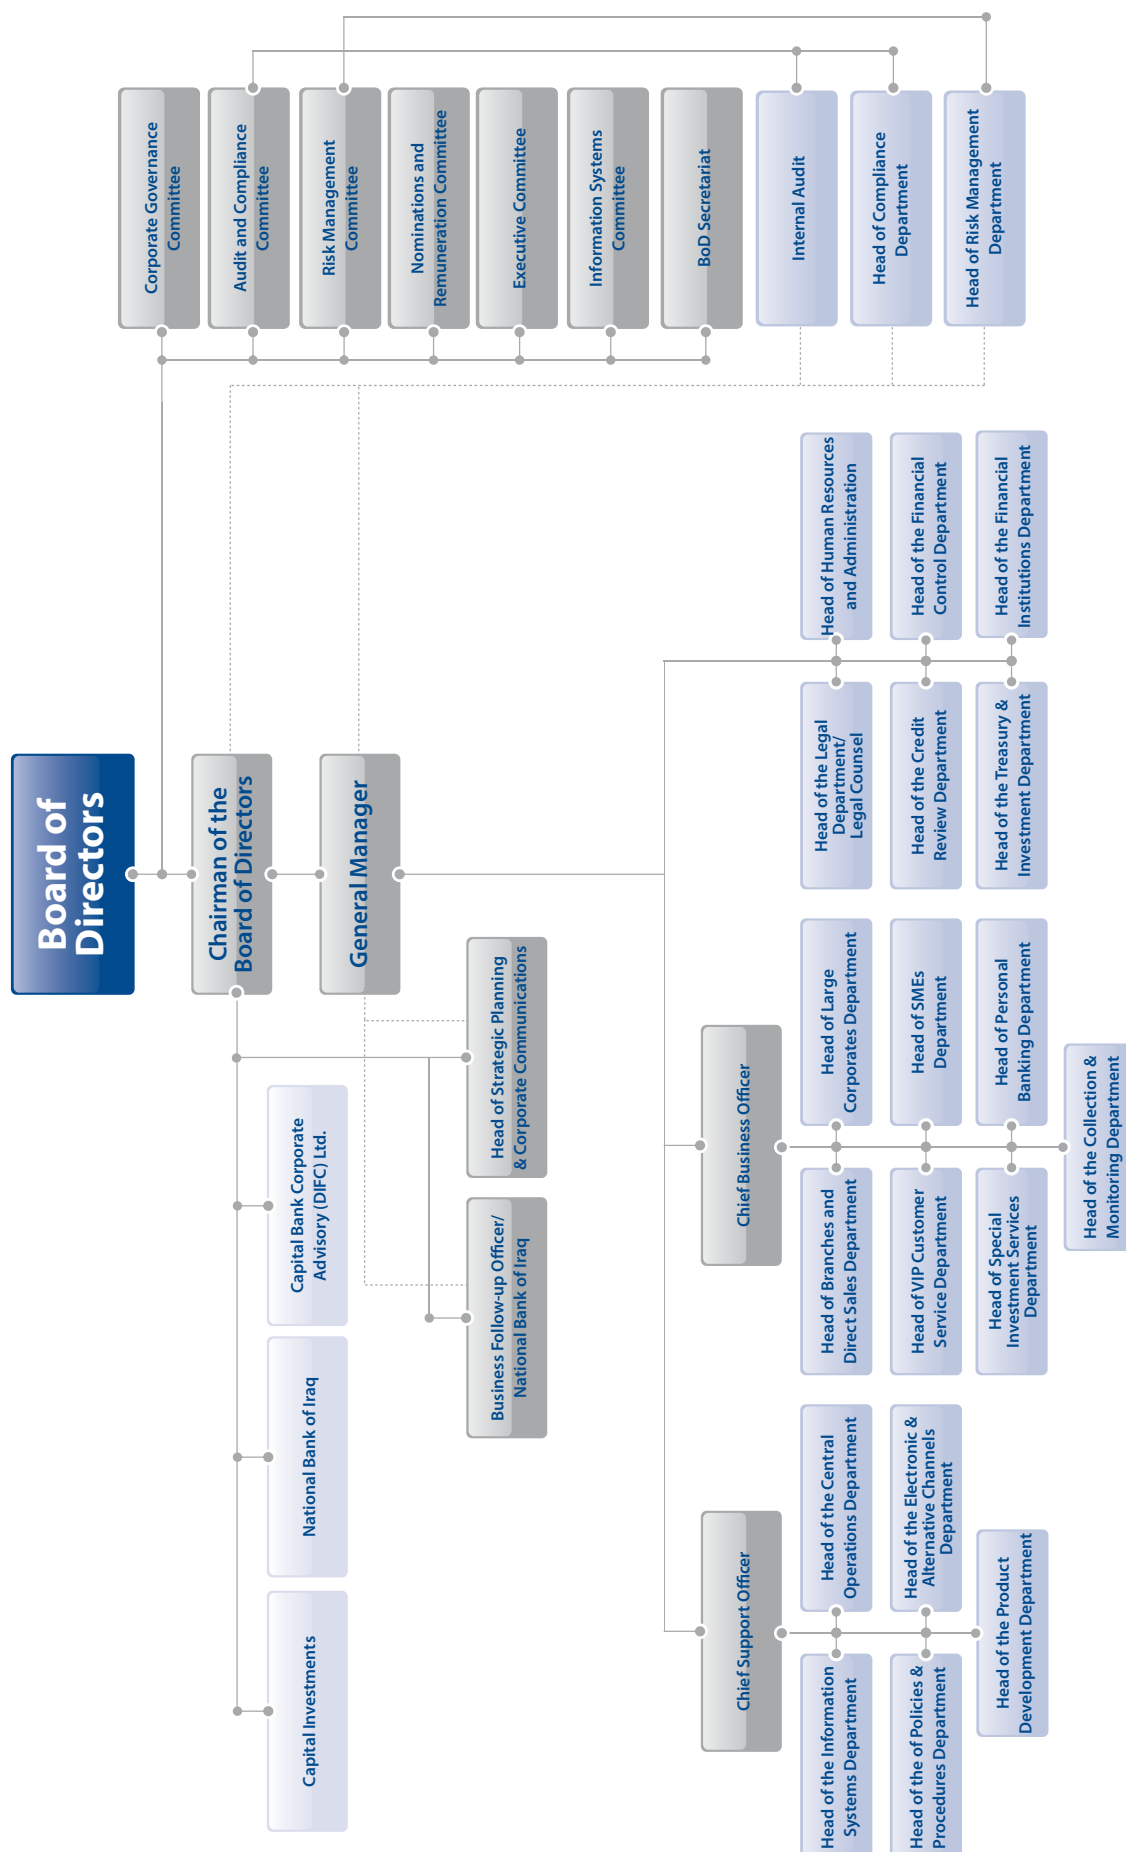 Board of
Directors
Chairman of the
Board of Directors
General Manager
Corporate Governance
Committee
Audit and Compliance
Committee
Risk Management
Committee
Nominations and
Remuneration Committee
Executive Committee
Information Systems
Committee
BoD Secretariat
Internal Audit
Head of Compliance
Department
Head of Risk Management
Department
Capital Investments
National Bank of Iraq
Capital Bank Corporate
Advisory (DIFC) Ltd.
Business Follow-up Officer/
National Bank of Iraq
Head of Strategic Planning
& Corporate Communications
Chief Support Officer
Chief Business Officer
Head of the Information
Systems Department
Head of the Central
Operations Department
Head of the of Policies &
Procedures Department
Head of the Electronic &
Alternative Channels
Department
Head of the Product
Development Department
Head of Branches and
Direct Sales Department
Head of Large
Corporates Department
Head of VIP Customer
Service Department
Head of SMEs
Department
Head of Special
Investment Services
Department
Head of Personal
Banking Department
Head of the Collection &
Monitoring Department
Head of the Legal
Department/
Legal Counsel
Head of Human Resources
and Administration
Head of the Credit
Review Department
Head of the Financial
Control Department
Head of the Treasury &
Investment Department
Head of the Financial
Institutions Department